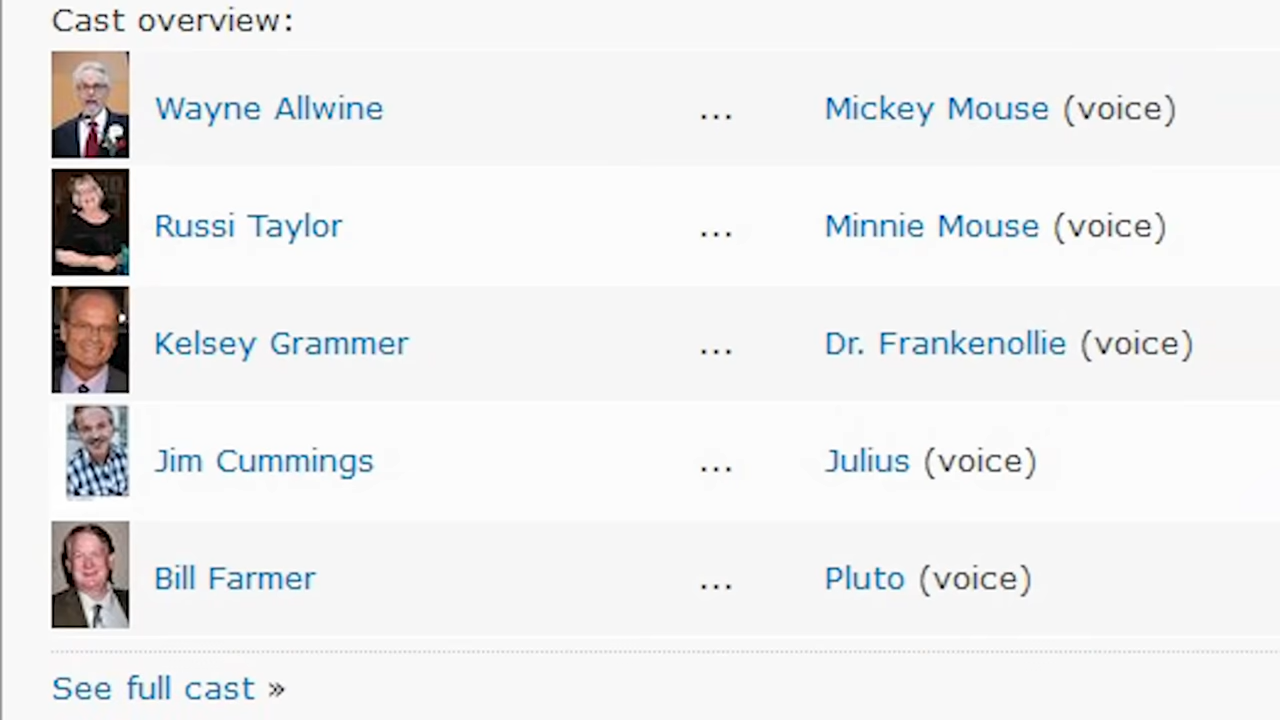 Cast overview:
Wayne Allwine ... Mickey Mouse (voice)
Russi Taylor ... Minnie Mouse (voice)
Kelsey Grammer ... Dr. Frankenollie (voice)
Jim Cummings ... Julius (voice)
Bill Farmer ... Pluto (voice)
See full cast »